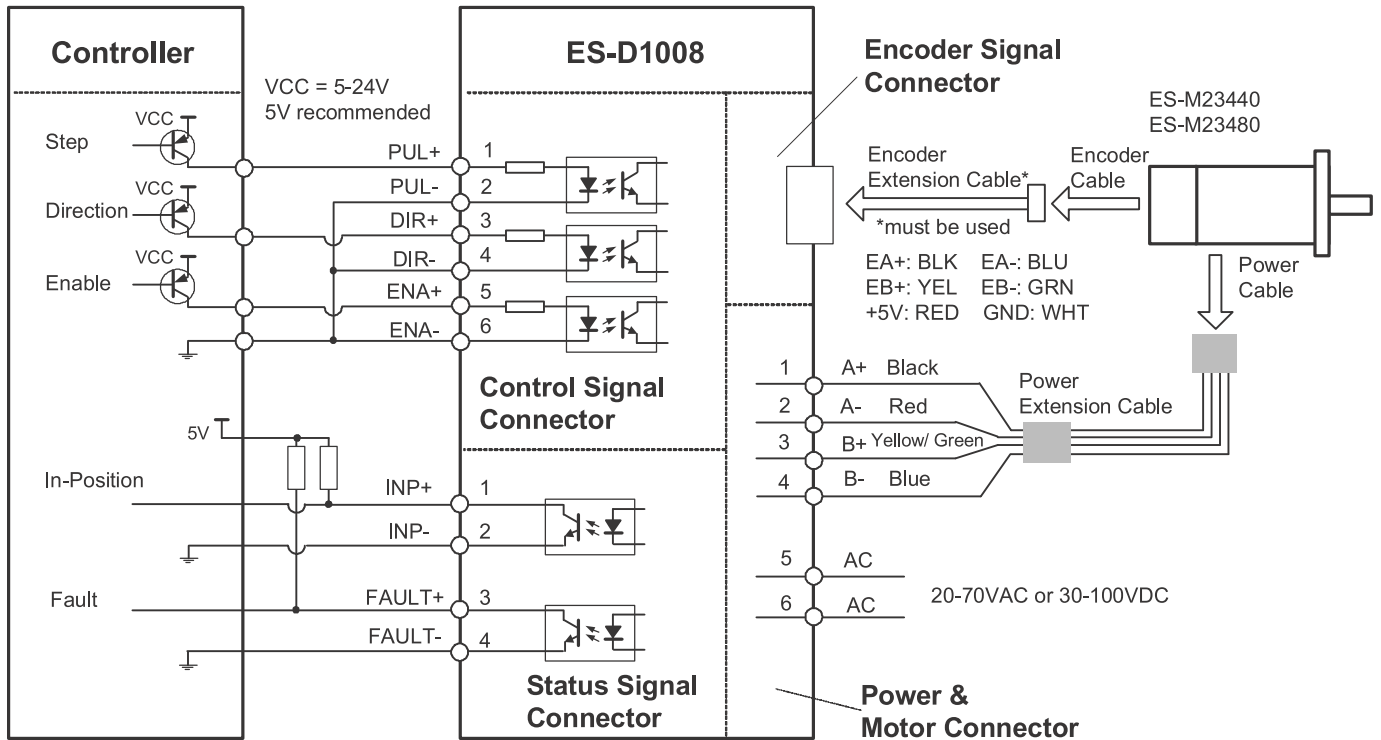 Controller
VCC = 5-24V
5V recommended
Step
VCC
Direction
VCC
Enable
VCC
5V
In-Position
Fault
ES-D1008
PUL+ 1
PUL- 2
DIR+ 3
DIR- 4
ENA+ 5
ENA- 6
Control Signal
Connector
INP+ 1
INP- 2
FAULT+ 3
FAULT- 4
Status Signal
Connector
Encoder Signal
Connector
ES-M23440
ES-M23480
Encoder
Extension Cable*
*must be used
Encoder
Cable
EA+: BLK EA-: BLU
EB+: YEL EB-: GRN
+5V: RED GND: WHT
Power
Cable
1 A+ Black
2 A- Red
3 B+ Yellow/ Green
4 B- Blue
Power
Extension Cable
5 AC
6 AC
20-70VAC or 30-100VDC
Power &
Motor Connector